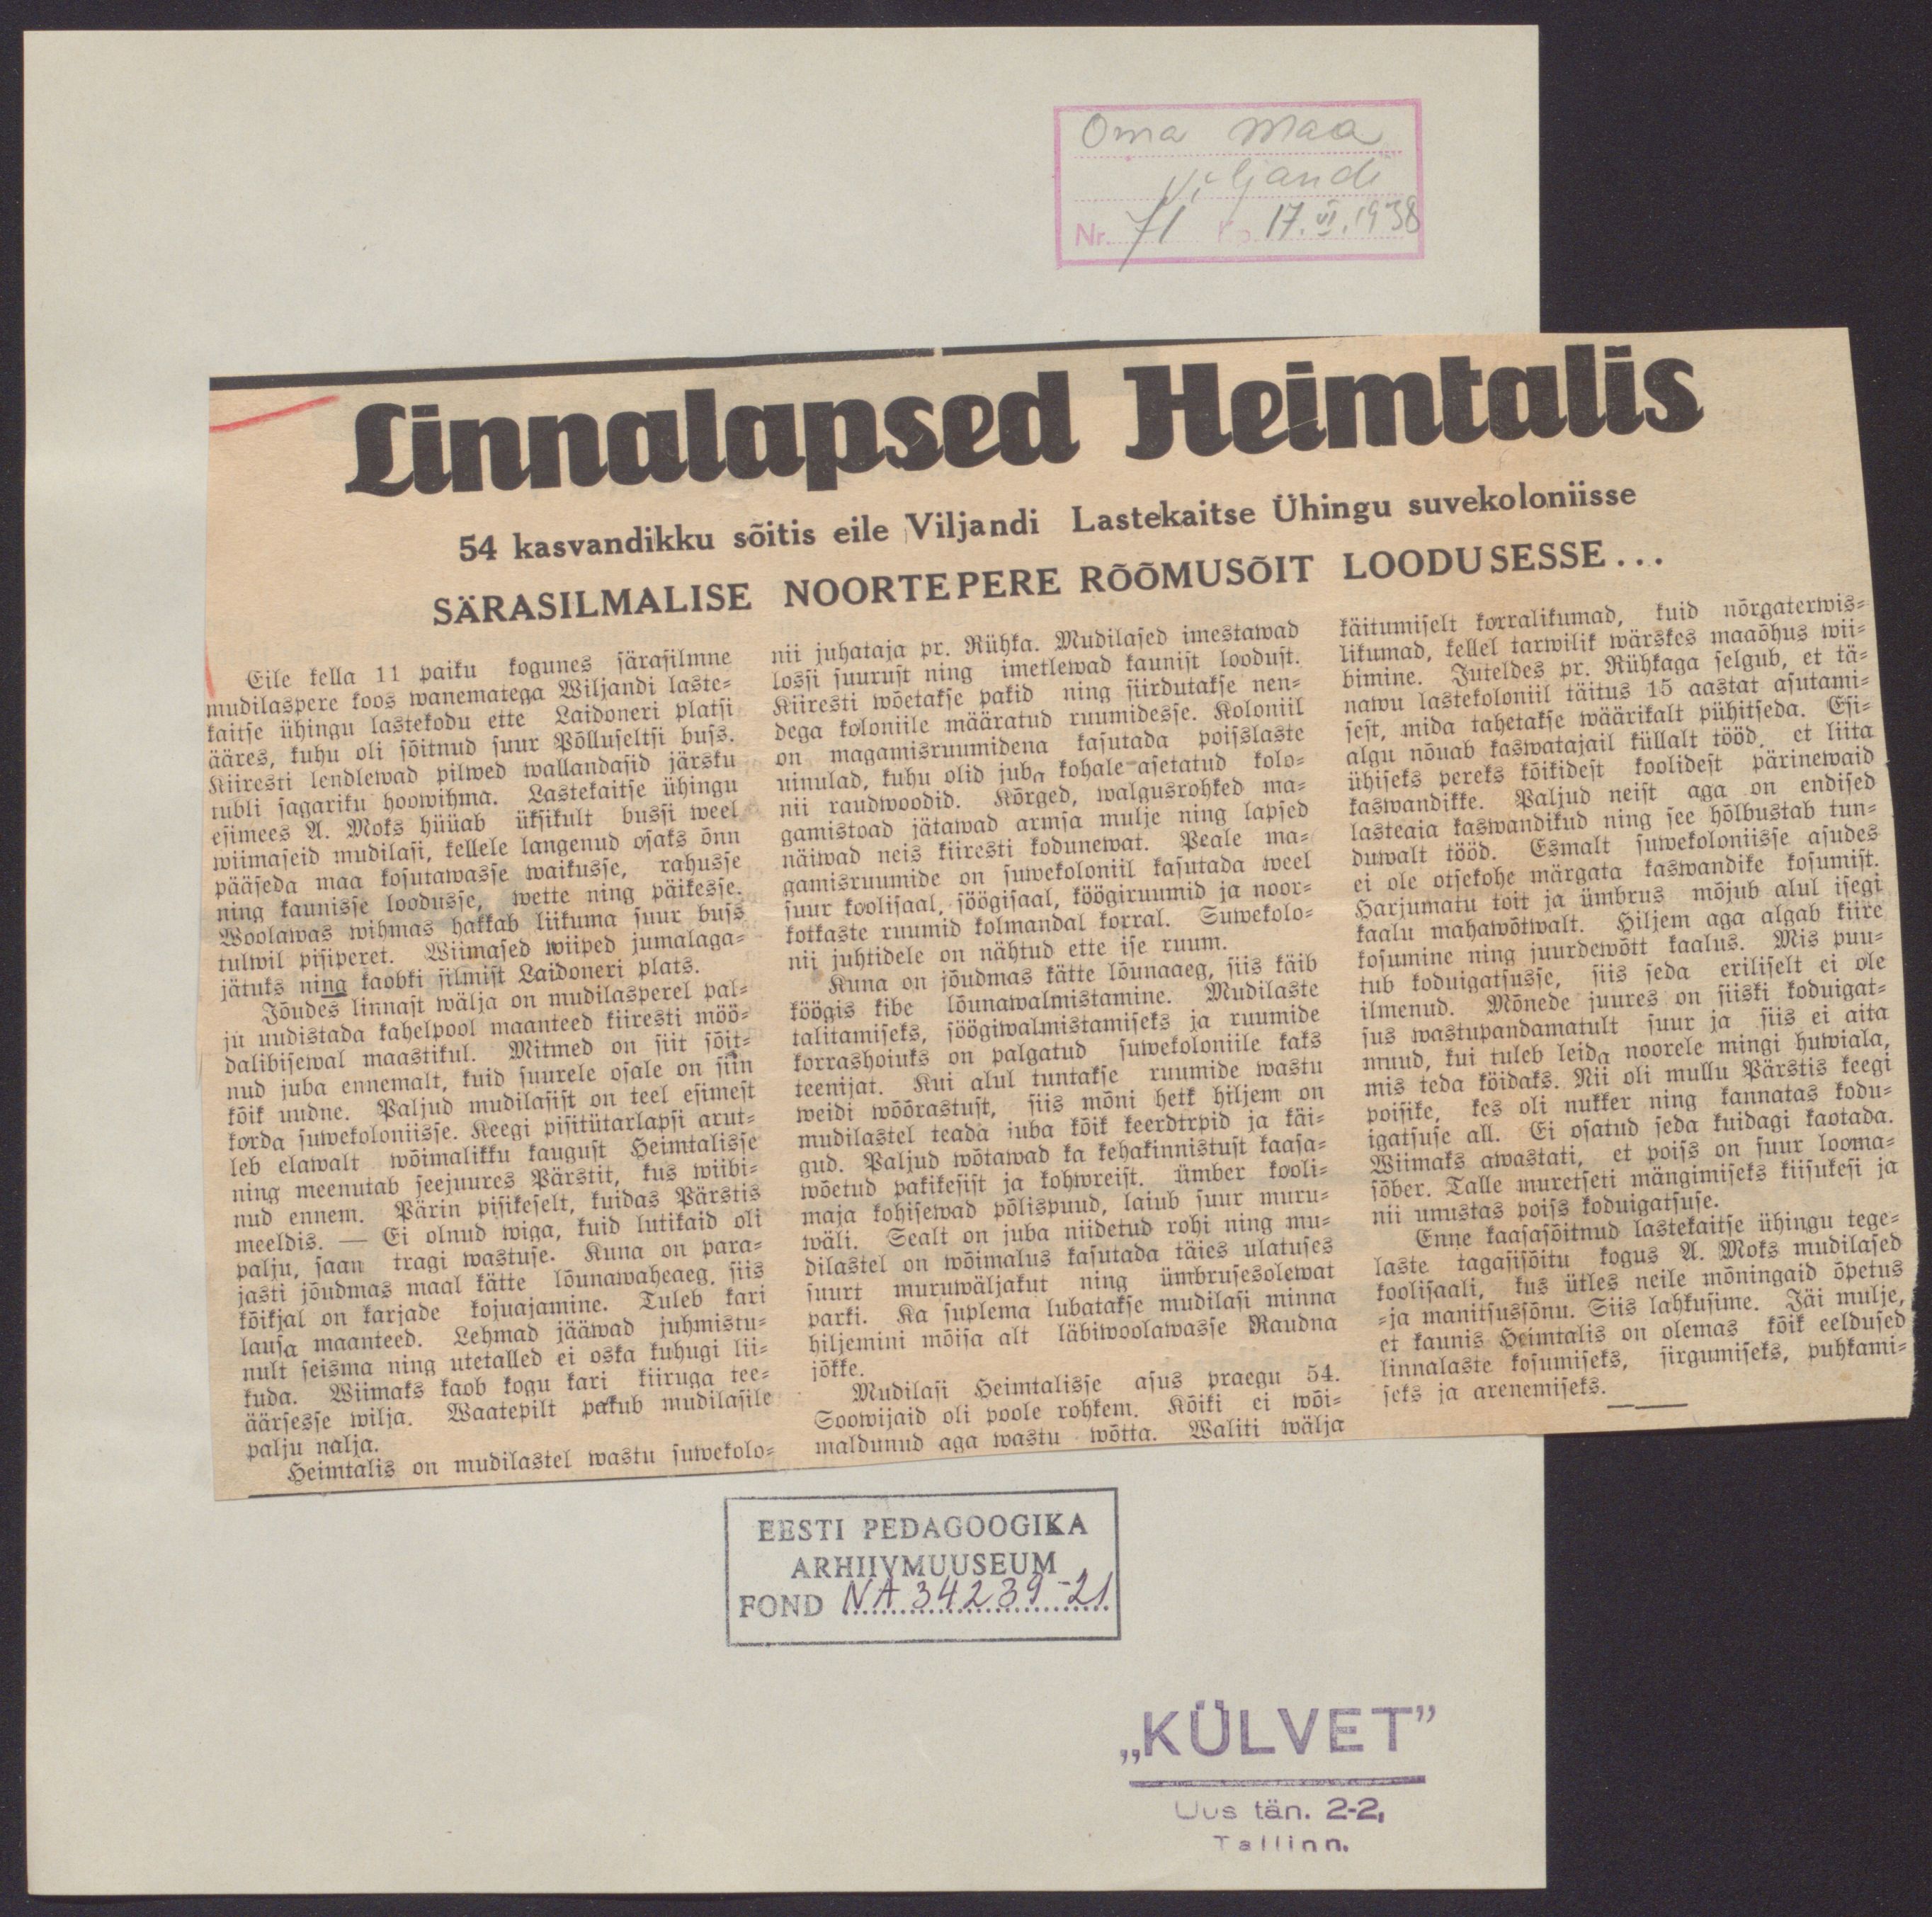 Oma Maa
Viljandi
Nr. 71 Kp. 17. VI. 1938
Linnalapsed Heimtalis
54 kasvandikku sõitis eile Viljandi Lastekaitse Ühingu suvekoloniisse
SÄRASILMALISE NOORTEPERE RÕÕMUSÕIT LOODUSESSE...
Eile kella 11 paiku kogunes särasilmne
mudilaspere koos wanematega Wiljandi laste-
kaitse ühingu lastekodu ette Laidoneri platsi
ääres, kuhu oli sõitnud suur Põlluseltsi buss.
Kiiresti lendlewad pilwed wallandasid järsku
tubli sagariku hoowihma. Lastekaitse ühingu
esimees A. Moks hüüab üksikult bussi weel
wiimaseid mudilasi, kellele langenud osaks õnn
pääseda maa kosutawasse waikusse, rahusse
ning kaunisse loodusse, wette ning päikesse.
Woolawas wihmas hakkab liikuma suur buss
tulwil pisiperet. Wiimased wiiped jumalaga-
jätuks ning kaobki silmist Laidoneri plats.
Jõudes linnast wälja on mudilasperel pal-
ju uudistada kahelpool maanteed kiiresti möö-
dalibisewal maastikul. Mitmed on siit sõit-
nud juba ennemalt, kuid suurele osale on siin
kõik uudne. Paljud mudilasist on teel esimest
korda suwekoloniisse. Keegi pisitütarlapsi arut-
leb elawalt wõimalikku kaugust Heimtalisse
ning meenutab seejuures Pärstit, kus wiibi-
nud ennem. Pärin pisikeselt, kuidas Pärstis
meeldis. — Ei olnud wiga, kuid lutikaid oli
palju, saan tragi wastuse. Kuna on para-
jasti jõudmas maal kätte lõunawaheaeg, siis
kõikjal on karjade kojuajamine. Tuleb kari
lausa maanteed. Lehmad jääwad juhmistu-
nult seisma ning utetalled ei oska kuhugi lii-
kuda. Wiimaks kaob kogu kari kiiruga tee-
äärsesse wilja. Waatepilt pakub mudilasile
palju nalja.
Heimtalis on mudilastel wastu suwekolo-
nii juhataja pr. Rühka. Mudilased imestawad
lossi suurust ning imetlewad kaunist loodust.
Kiiresti wõetakse pakid ning siirdutakse nen-
dega koloniile määratud ruumidesse. Koloniil
on magamisruumidena kasutada poisslaste
uinulad, kuhu olid juba kohale asetatud kolo-
nii raudwoodid. Kõrged, walgusrohked ma-
gamistoad jätawad armsa mulje ning lapsed
näiwad neis kiiresti kodunewat. Peale ma-
gamisruumide on suwekoloniil kasutada weel
suur koolisaal, söögisaal, köögiruumid ja noor-
kotkaste ruumid kolmandal korral. Suwekolo-
nii juhtidele on nähtud ette ise ruum.
Kuna on jõudmas kätte lõunaaeg, siis käib
köögis kibe lõunawalmistamine. Mudilaste
talitamiseks, söögiwalmistamiseks ja ruumide
korrashoiuks on palgatud suwekoloniile kaks
teenijat. Kui alul tuntakse ruumide wastu
weidi wõõrastust, siis mõni hetk hiljem on
mudilastel teada juba kõik keerdtrpid ja käi-
gud. Paljud wõtawad ka kehakinnistust kaasa-
wõetud pakikesist ja kohwreist. Ümber kooli-
maja kohisewad põlispuud, laiub suur muru-
wäli. Sealt on juba niidetud rohi ning mu-
dilastel on wõimalus kasutada täies ulatuses
suurt muruwäljakut ning ümbrusesolewat
parki. Ka suplema lubatakse mudilasi minna
hiljemini mõisa alt läbiwoolawasse Raudna
jõkke.
Mudilasi Heimtalisse asus praegu 54.
Soowijaid oli poole rohkem. Kõiki ei wõi-
maldunud aga wastu wõtta. Waliti wälja
käitumiselt korralikumad, kuid nõrgaterwis-
likumad, kellel tarwilik wärskes maaõhus wii-
bimine. Juteldes pr. Rühkaga selgub, et tä-
nawu lastekoloniil täitus 15 aastat asutami-
sest, mida tahetakse wäärikalt pühitseda. Esi-
algu nõuab kaswatajail küllalt tööd, et liita
ühiseks pereks kõikidest koolidest pärinewaid
kaswandikke. Paljud neist aga on endised
lasteaia kaswandikud ning see hõlbustab tun-
duwalt tööd. Esmalt suwekoloniisse asudes
ei ole otsekohe märgata kaswandike kosumist.
Harjumatu toit ja ümbrus mõjub alul isegi
kaalu mahawõtwalt. Hiljem aga algab kiire
kosumine ning juurdewõtt kaalus. Mis puu-
tub koduigatsusse, siis seda eriliselt ei ole
ilmenud. Mõnede juures on siiski koduigat-
sus wastupandamatult suur ja siis ei aita
muud, kui tuleb leida noorele mingi huwiala,
mis teda köidaks. Nii oli mullu Pärstis keegi
poisike, kes oli nukker ning kannatas kodu-
igatsuse all. Ei osatud seda kuidagi kaotada.
Wiimaks awastati, et poiss on suur looma-
sõber. Talle muretseti mängimiseks kiisukesi ja
nii unustas poiss koduigatsuse.
Enne kaasasõitnud lastekaitse ühingu tege-
laste tagasisõitu kogus A. Moks mudilased
koolisaali, kus ütles neile mõningaid õpetus
-ja manitsussõnu. Siis lahkusime. Jäi mulje,
et kaunis Heimtalis on olemas kõik eeldused
linnalaste kosumiseks, sirgumiseks, puhkami-
seks ja arenemiseks.
EESTI PEDAGOOGIKA
ARHIIVMUUSEUM
FOND NA 34239-21
„KÜLVET”
Uus tän. 2-2,
Tallinn.